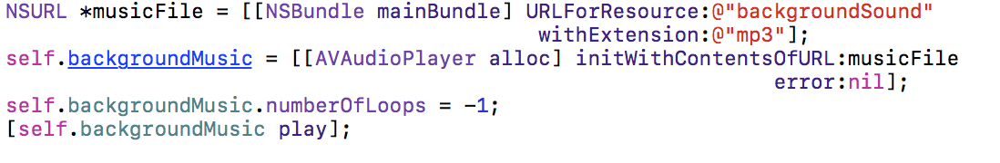 NSURL *musicFile = [[NSBundle mainBundle] URLForResource:@"backgroundSound"
withExtension:@"mp3"];
self.backgroundMusic = [[AVAudioPlayer alloc] initWithContentsOfURL:musicFile
error:nil];
self.backgroundMusic.numberOfLoops = -1;
[self.backgroundMusic play];